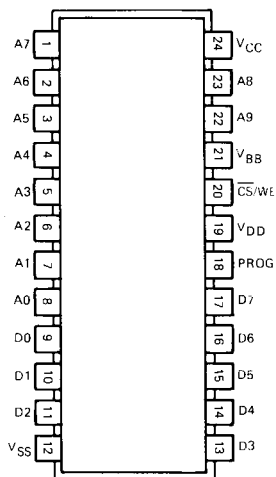 A7 1 24 VCC
A6 2 23 A8
A5 3 22 A9
A4 4 21 VBB
A3 5 20 CS/WE
A2 6 19 VDD
A1 7 18 PROG
A0 8 17 D7
D0 9 16 D6
D1 10 15 D5
D2 11 14 D4
VSS 12 13 D3